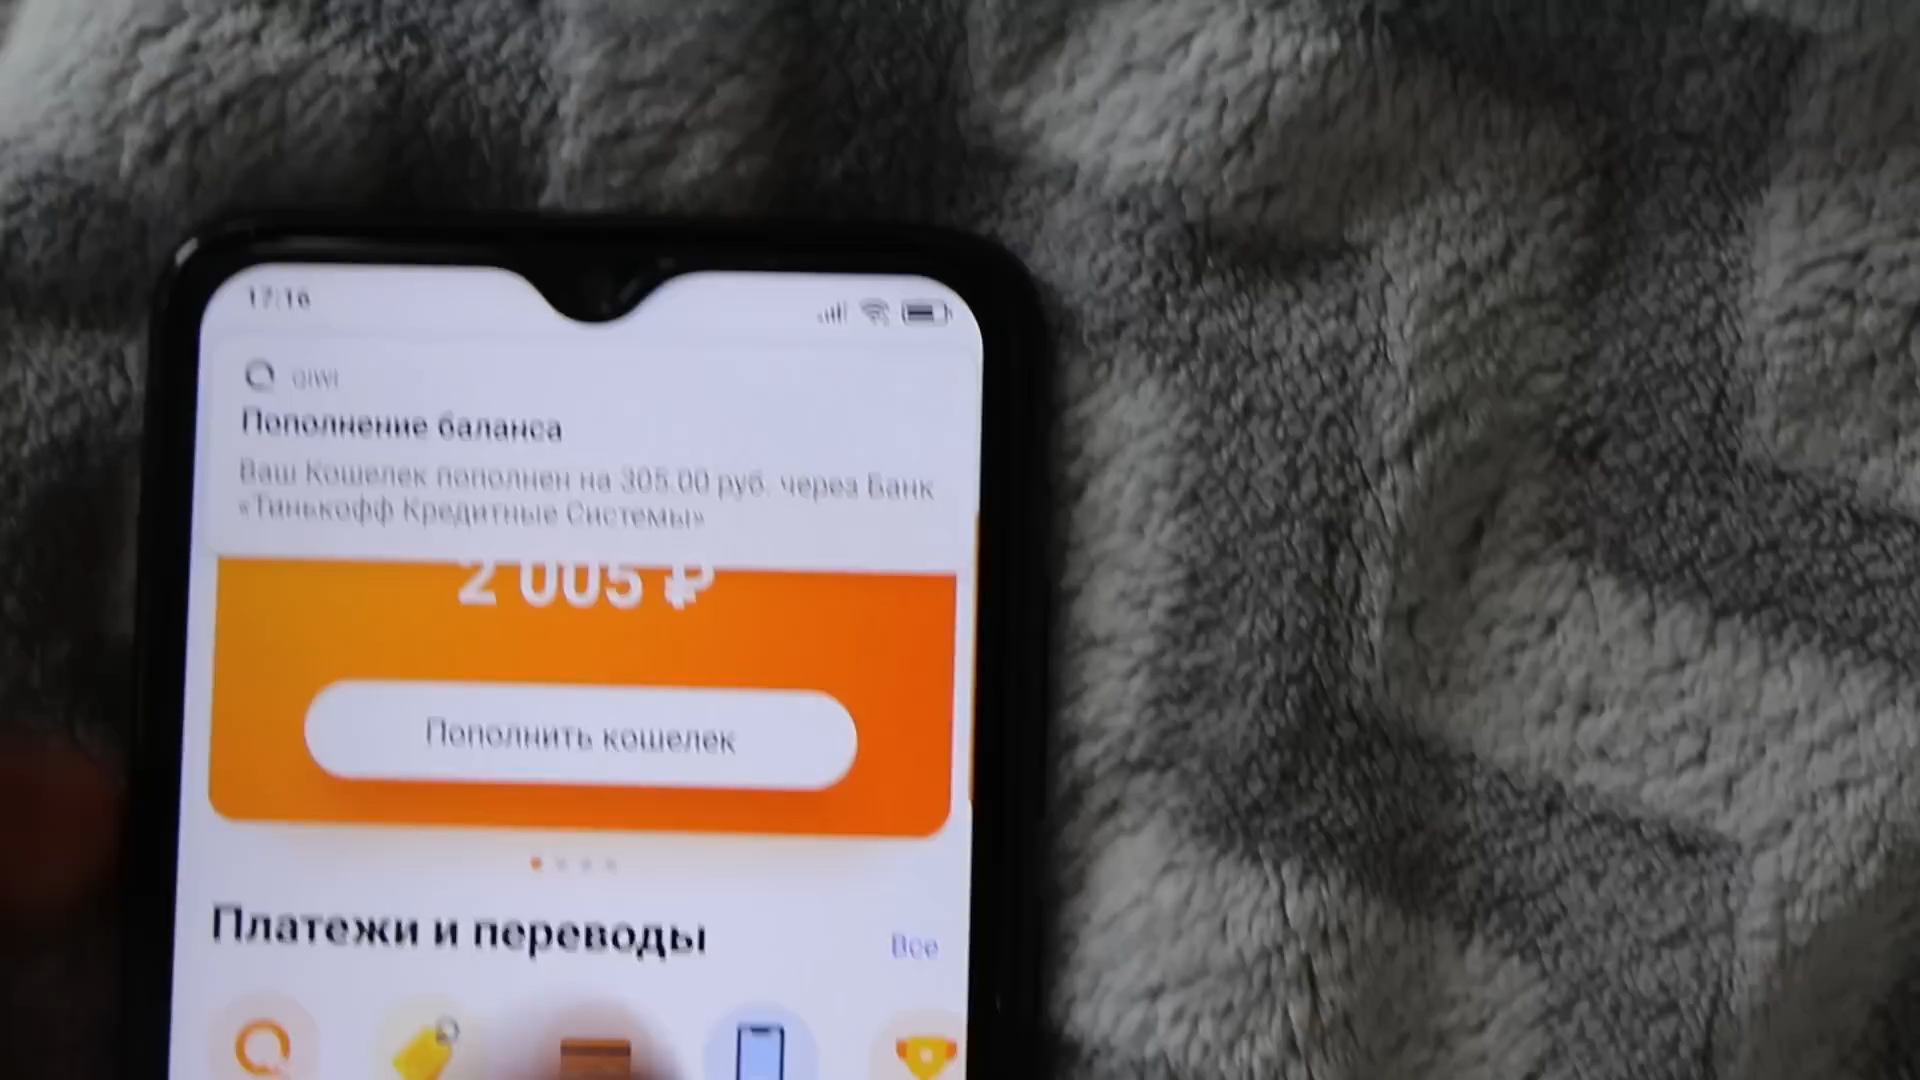 17:16
QIWI
Пополнение баланса
Ваш Кошелек пополнен на 305.00 руб. через Банк
«Тинькофф Кредитные Системы»
2 005 ₽
Пополнить кошелек
Платежи и переводы
Все